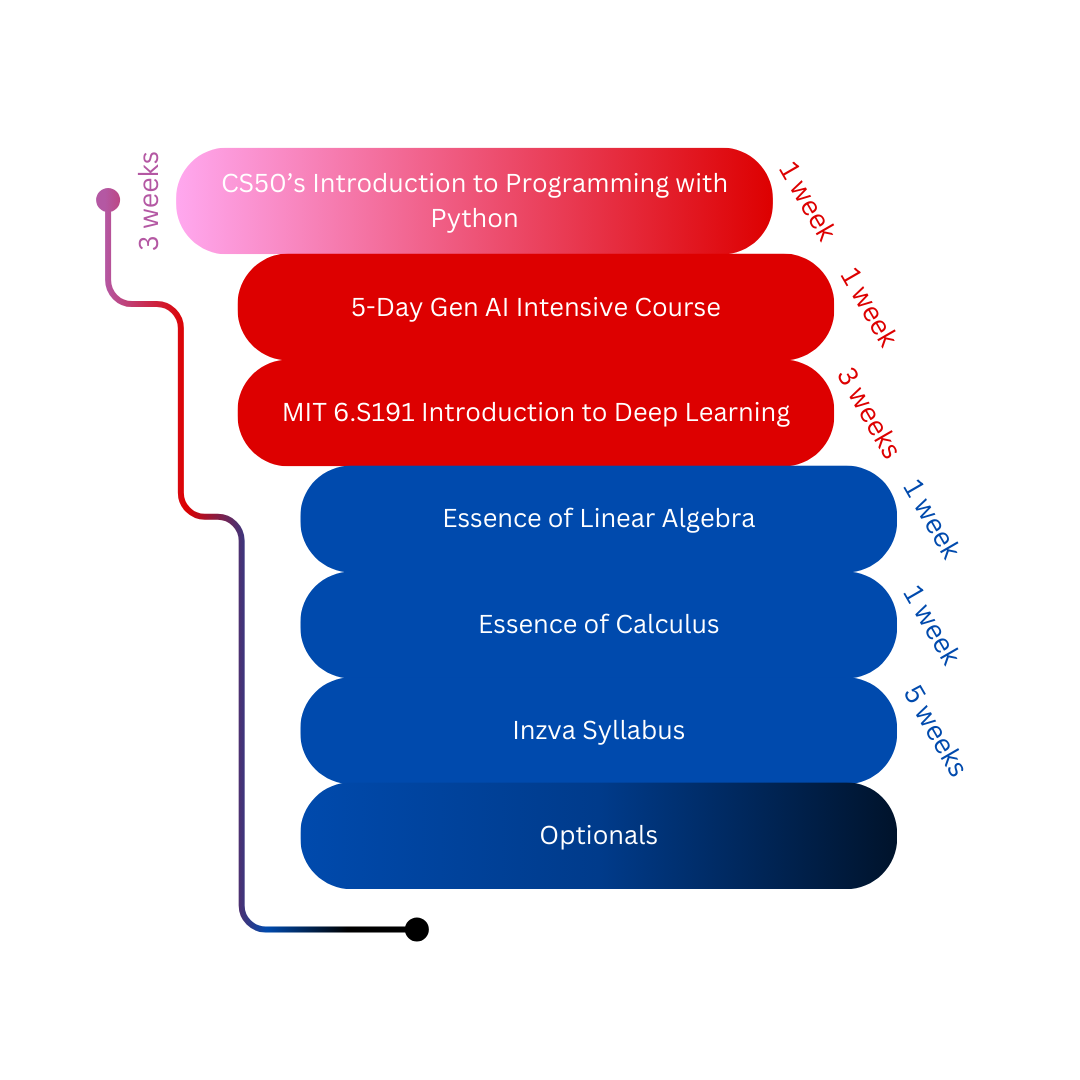 3 weeks
CS50’s Introduction to Programming with
Python
1 week
5-Day Gen AI Intensive Course
1 week
MIT 6.S191 Introduction to Deep Learning
3 weeks
Essence of Linear Algebra
1 week
Essence of Calculus
1 week
Inzva Syllabus
5 weeks
Optionals